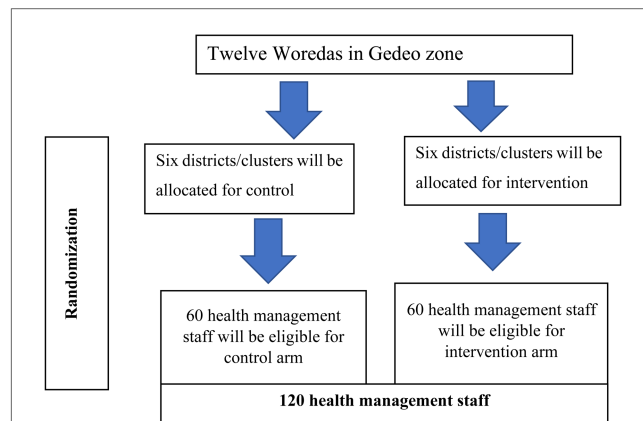 Twelve Woredas in Gedeo zone
Randomization
Six districts/clusters will be
allocated for control
Six districts/clusters will be
allocated for intervention
60 health management
staff will be eligible for
control arm
60 health management staff
will be eligible for
intervention arm
120 health management staff